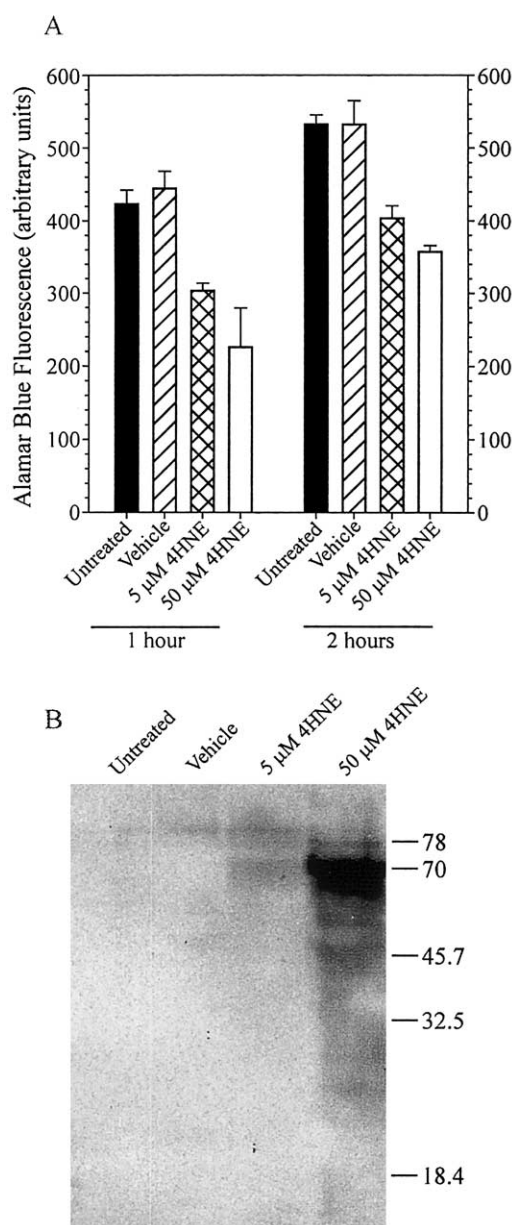 A
Alamar Blue Fluorescence (arbitrary units)
600 600
500 500
400 400
300 300
200 200
100 100
0 0
Untreated Vehicle 5 µM 4HNE 50 µM 4HNE Untreated Vehicle 5 µM 4HNE 50 µM 4HNE
1 hour 2 hours
B
Untreated Vehicle 5 µM 4HNE 50 µM 4HNE
78
70
45.7
32.5
18.4